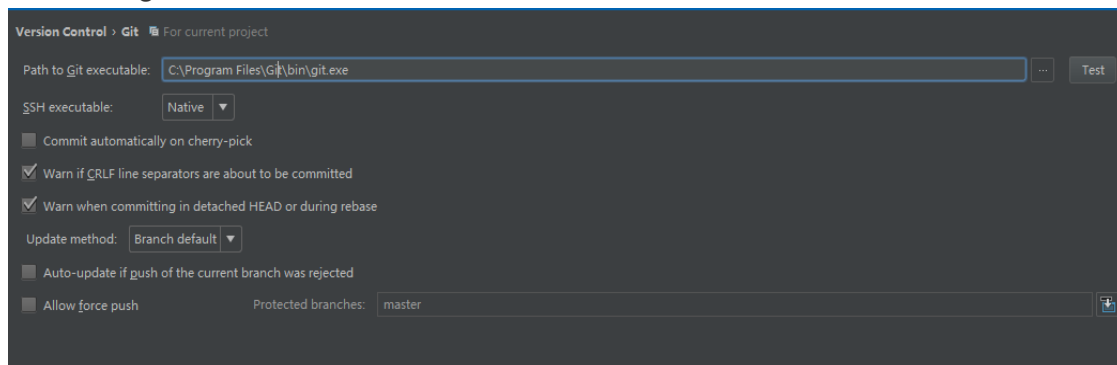 Version Control › Git For current project
Path to Git executable: C:\Program Files\Git\bin\git.exe ... Test
SSH executable: Native
Commit automatically on cherry-pick
Warn if CRLF line separators are about to be committed
Warn when committing in detached HEAD or during rebase
Update method: Branch default
Auto-update if push of the current branch was rejected
Allow force push Protected branches: master